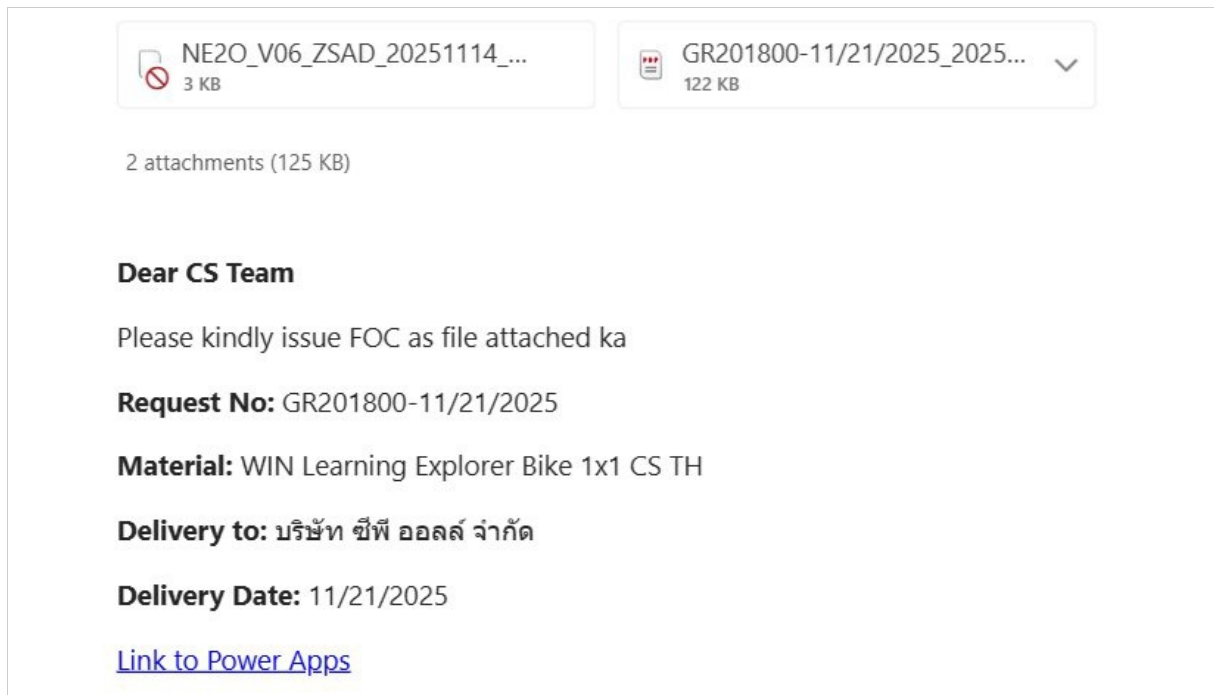 NE2O_V06_ZSAD_20251114_...
3 KB
GR201800-11/21/2025_2025...
122 KB
2 attachments (125 KB)
Dear CS Team
Please kindly issue FOC as file attached ka
Request No: GR201800-11/21/2025
Material: WIN Learning Explorer Bike 1x1 CS TH
Delivery to: บริษัท ซีพี ออลล์ จำกัด
Delivery Date: 11/21/2025
Link to Power Apps